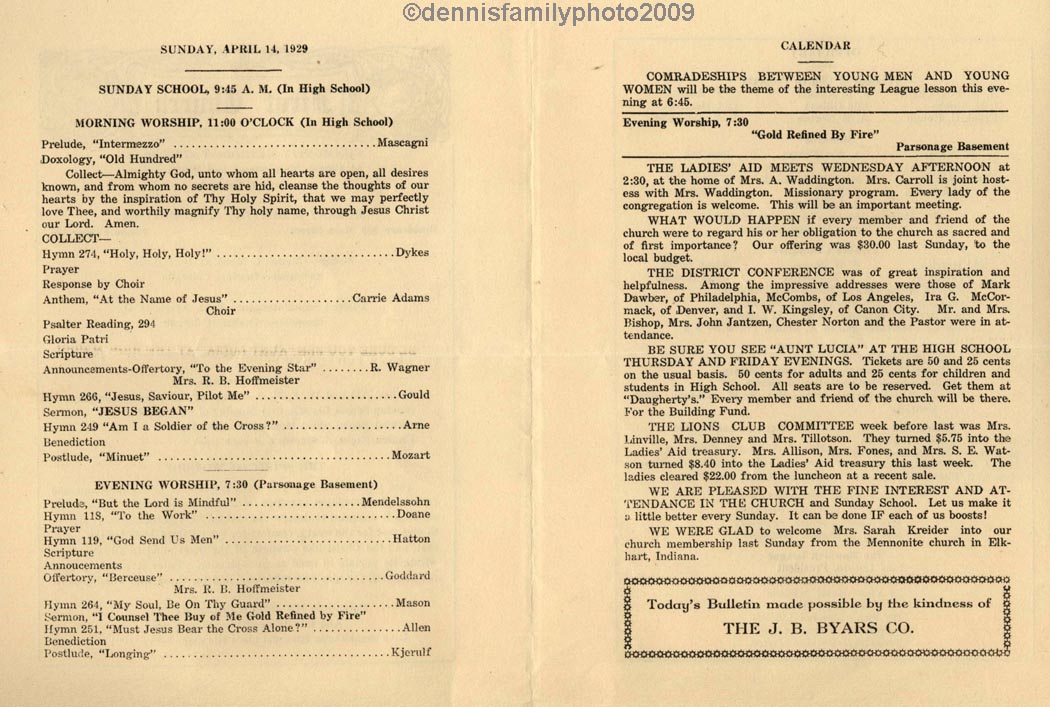 ©dennisfamilyphoto2009
SUNDAY, APRIL 14, 1929
SUNDAY SCHOOL, 9:45 A. M. (In High School)
MORNING WORSHIP, 11:00 O'CLOCK (In High School)
Prelude, "Intermezzo" ................................Mascagni
Doxology, "Old Hundred"
Collect—Almighty God, unto whom all hearts are open, all desires
known, and from whom no secrets are hid, cleanse the thoughts of our
hearts by the inspiration of Thy Holy Spirit, that we may perfectly
love Thee, and worthily magnify Thy holy name, through Jesus Christ
our Lord. Amen.
COLLECT—
Hymn 274, "Holy, Holy, Holy!" ............................Dykes
Prayer
Response by Choir
Anthem, "At the Name of Jesus" ....................Carrie Adams
Choir
Psalter Reading, 294
Gloria Patri
Scripture
Announcements-Offertory, "To the Evening Star" ........R. Wagner
Mrs. R. B. Hoffmeister
Hymn 266, "Jesus, Saviour, Pilot Me" ......................Gould
Sermon, "JESUS BEGAN"
Hymn 249 "Am I a Soldier of the Cross?" ...................Arne
Benediction
Postlude, "Minuet" .....................................Mozart
EVENING WORSHIP, 7:30 (Parsonage Basement)
Prelude, "But the Lord is Mindful" ..................Mendelssohn
Hymn 118, "To the Work" ..............................Doane
Prayer
Hymn 119, "God Send Us Men" ..........................Hatton
Scripture
Annoucements
Offertory, "Berceuse" ..................................Goddard
Mrs. R. B. Hoffmeister
Hymn 264, "My Soul, Be On Thy Guard" ...................Mason
Sermon, "I Counsel Thee Buy of Me Gold Refined by Fire"
Hymn 251, "Must Jesus Bear the Cross Alone?" ..............Allen
Benediction
Postlude, "Longing" ....................................Kjerulf
CALENDAR
COMRADESHIPS BETWEEN YOUNG MEN AND YOUNG
WOMEN will be the theme of the interesting League lesson this eve-
ning at 6:45.
Evening Worship, 7:30
"Gold Refined By Fire"
Parsonage Basement
THE LADIES' AID MEETS WEDNESDAY AFTERNOON at
2:30, at the home of Mrs. A. Waddington. Mrs. Carroll is joint host-
ess with Mrs. Waddington. Missionary program. Every lady of the
congregation is welcome. This will be an important meeting.
WHAT WOULD HAPPEN if every member and friend of the
church were to regard his or her obligation to the church as sacred and
of first importance? Our offering was $30.00 last Sunday, to the
local budget.
THE DISTRICT CONFERENCE was of great inspiration and
helpfulness. Among the impressive addresses were those of Mark
Dawber, of Philadelphia, McCombs, of Los Angeles, Ira G. McCor-
mack, of Denver, and I. W. Kingsley, of Canon City. Mr. and Mrs.
Bishop, Mrs. John Jantzen, Chester Norton and the Pastor were in at-
tendance.
BE SURE YOU SEE "AUNT LUCIA" AT THE HIGH SCHOOL
THURSDAY AND FRIDAY EVENINGS. Tickets are 50 and 25 cents
on the usual basis. 50 cents for adults and 25 cents for children and
students in High School. All seats are to be reserved. Get them at
"Daugherty's." Every member and friend of the church will be there.
For the Building Fund.
THE LIONS CLUB COMMITTEE week before last was Mrs.
Linville, Mrs. Denney and Mrs. Tillotson. They turned $5.75 into the
Ladies' Aid treasury. Mrs. Allison, Mrs. Fones, and Mrs. S. E. Wat-
son turned $8.40 into the Ladies' Aid treasury this last week. The
ladies cleared $22.00 from the luncheon at a recent sale.
WE ARE PLEASED WITH THE FINE INTEREST AND AT-
TENDANCE IN THE CHURCH and Sunday School. Let us make it
a little better every Sunday. It can be done IF each of us boosts!
WE WERE GLAD to welcome Mrs. Sarah Kreider into our
church membership last Sunday from the Mennonite church in Elk-
hart, Indiana.
Today's Bulletin made possible by the kindness of
THE J. B. BYARS CO.